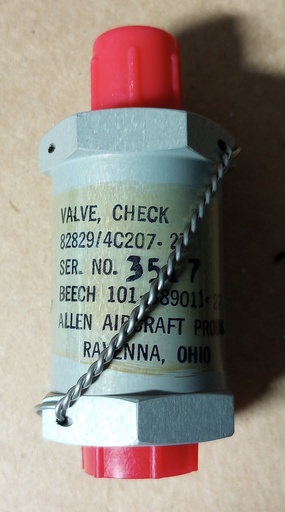 VALVE, CHECK
82829/4C207-
SER. NO.
BEECH 101-
ALLEN AIRCRAFT
RAVENNA, OHIO